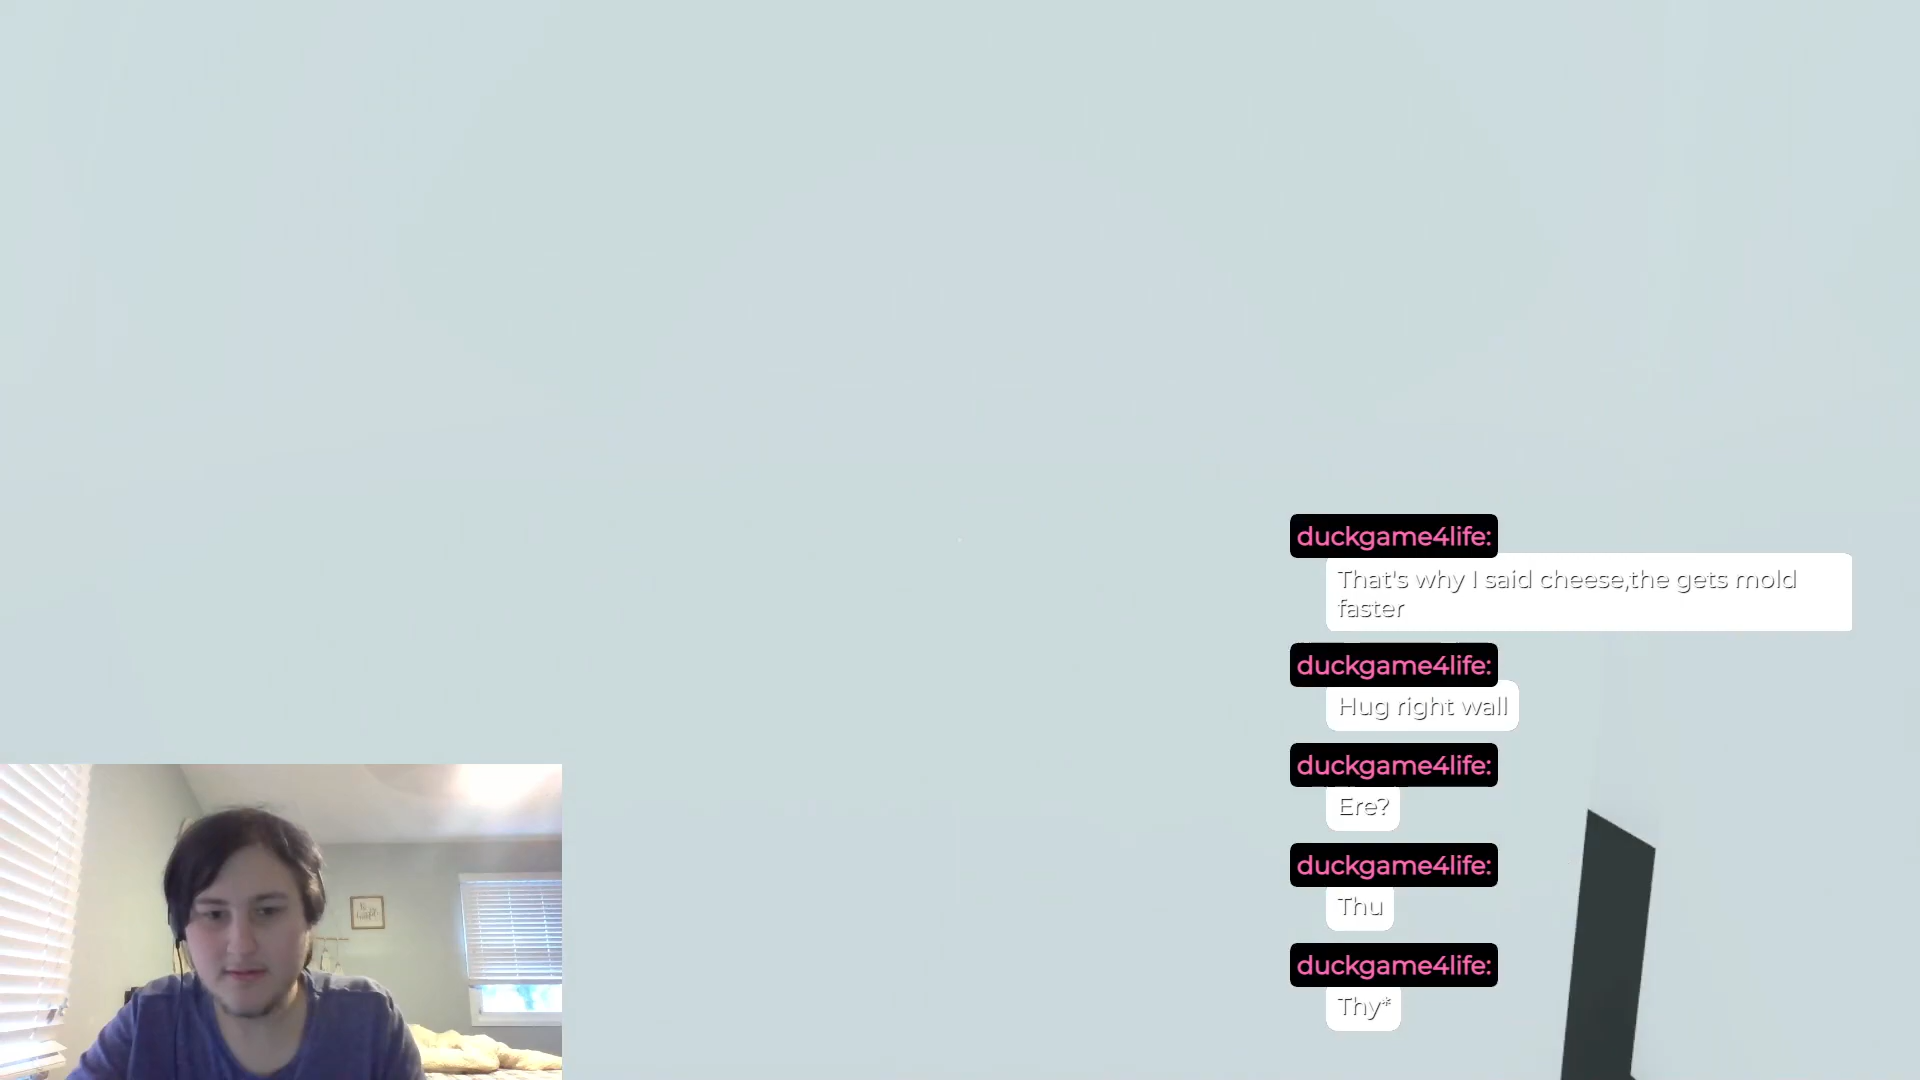 duckgame4life:
That's why I said cheese,the gets mold
faster
duckgame4life:
Hug right wall
duckgame4life:
Ere?
duckgame4life:
Thu
duckgame4life:
Thy*